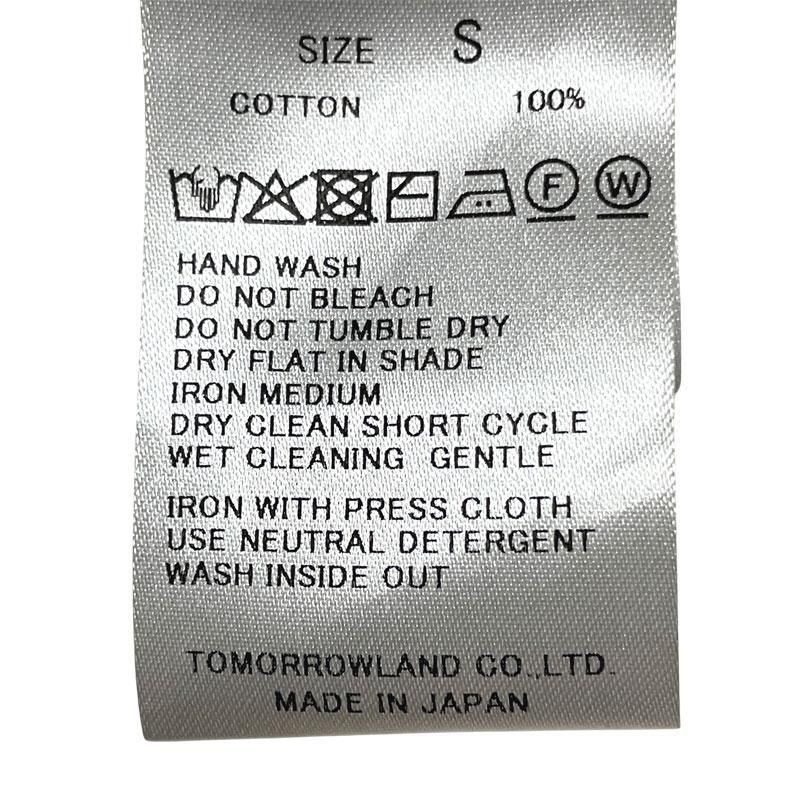 SIZE S
COTTON 100%
F W
HAND WASH
DO NOT BLEACH
DO NOT TUMBLE DRY
DRY FLAT IN SHADE
IRON MEDIUM
DRY CLEAN SHORT CYCLE
WET CLEANING GENTLE
IRON WITH PRESS CLOTH
USE NEUTRAL DETERGENT
WASH INSIDE OUT
TOMORROWLAND CO.,LTD.
MADE IN JAPAN